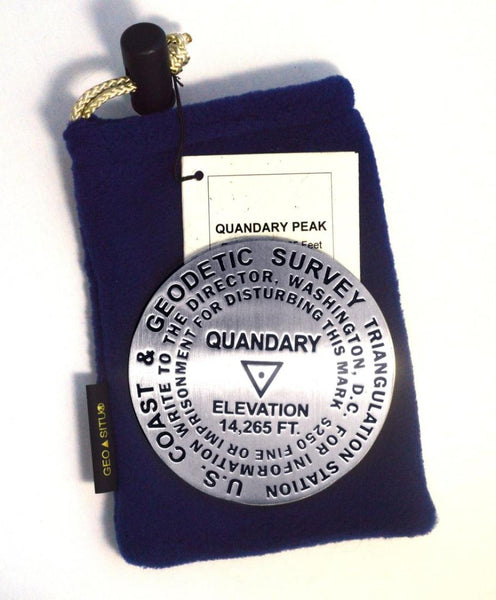 QUANDARY PEAK
Feet
U.S. COAST & GEODETIC SURVEY TRIANGULATION STATION
FOR INFORMATION WRITE TO THE DIRECTOR, WASHINGTON, D.C.
$250 FINE OR IMPRISONMENT FOR DISTURBING THIS MARK
QUANDARY
ELEVATION
14,265 FT.
GEO▲SITU®